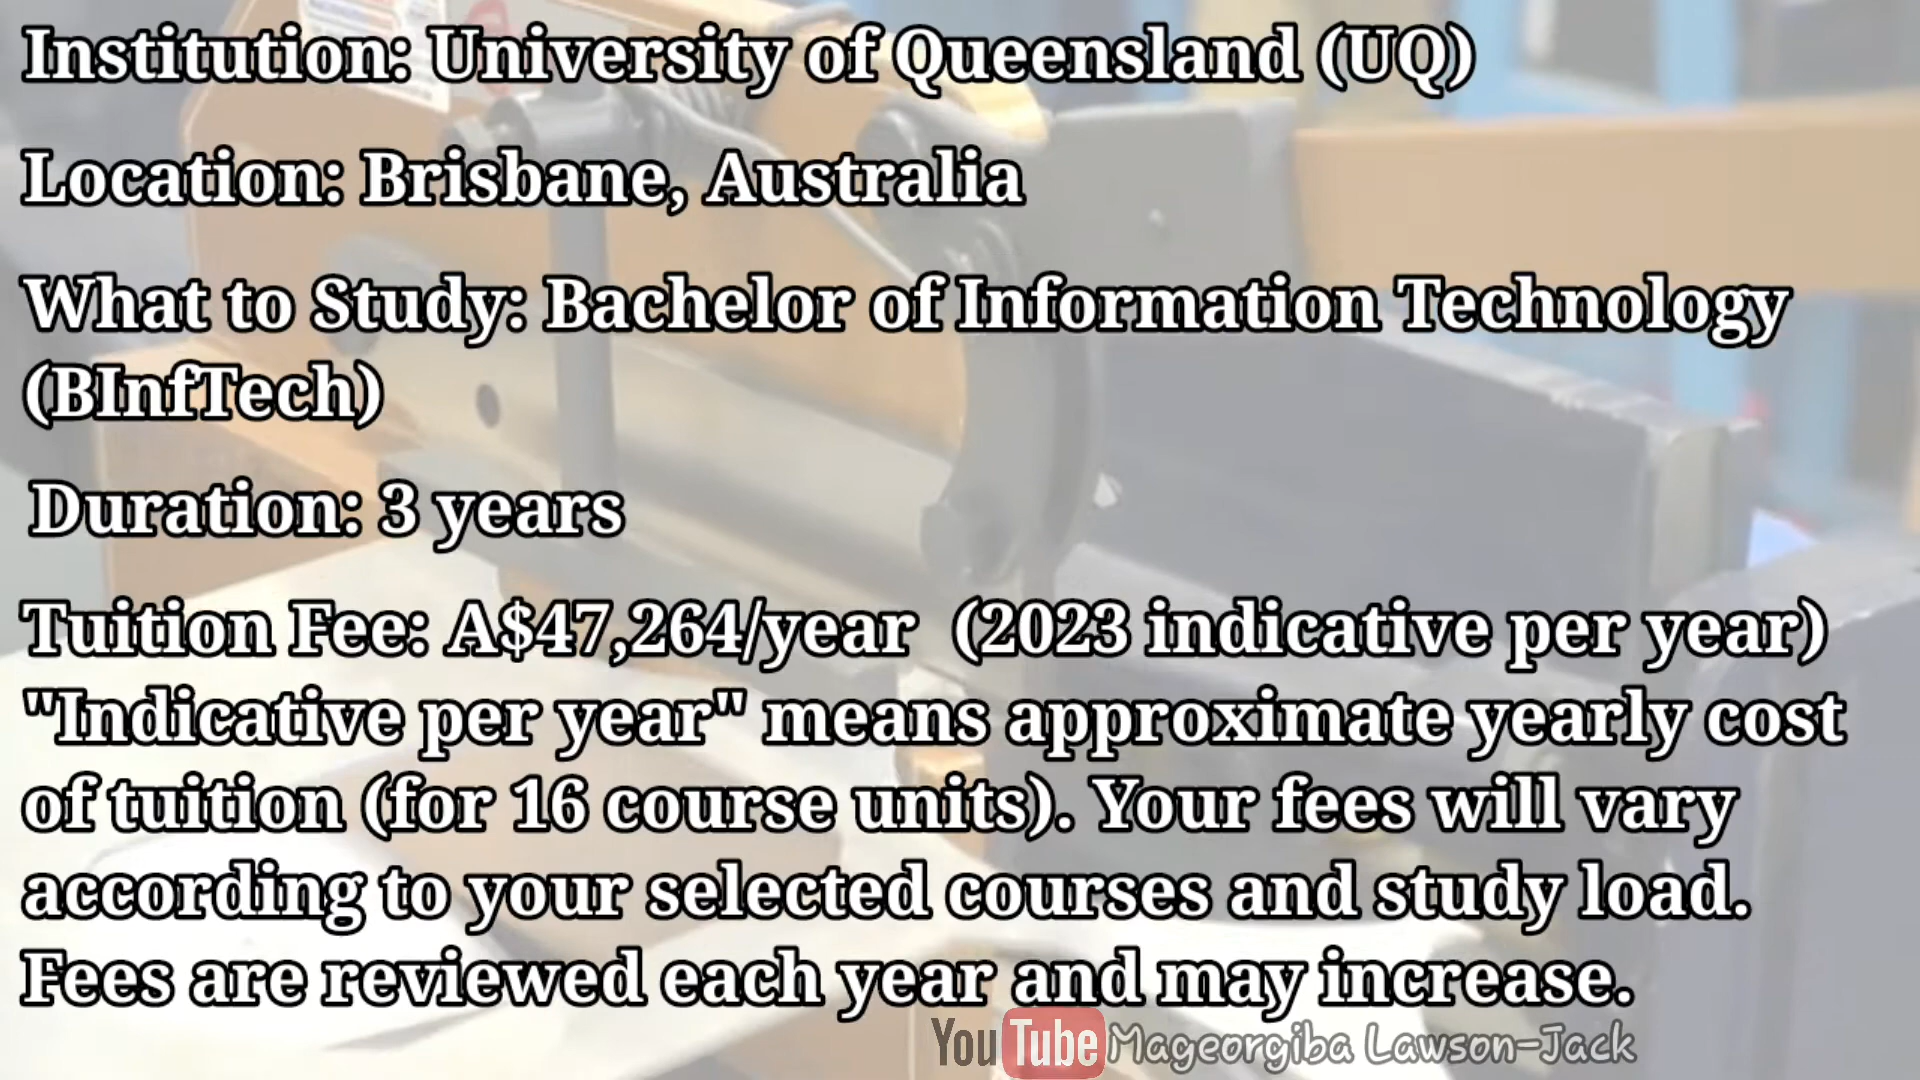 Institution: University of Queensland (UQ)
Location: Brisbane, Australia
What to Study: Bachelor of Information Technology
(BInfTech)
Duration: 3 years
Tuition Fee: A$47,264/year  (2023 indicative per year)
"Indicative per year" means approximate yearly cost
of tuition (for 16 course units). Your fees will vary
according to your selected courses and study load.
Fees are reviewed each year and may increase.
YouTube Mageorgiba Lawson-Jack